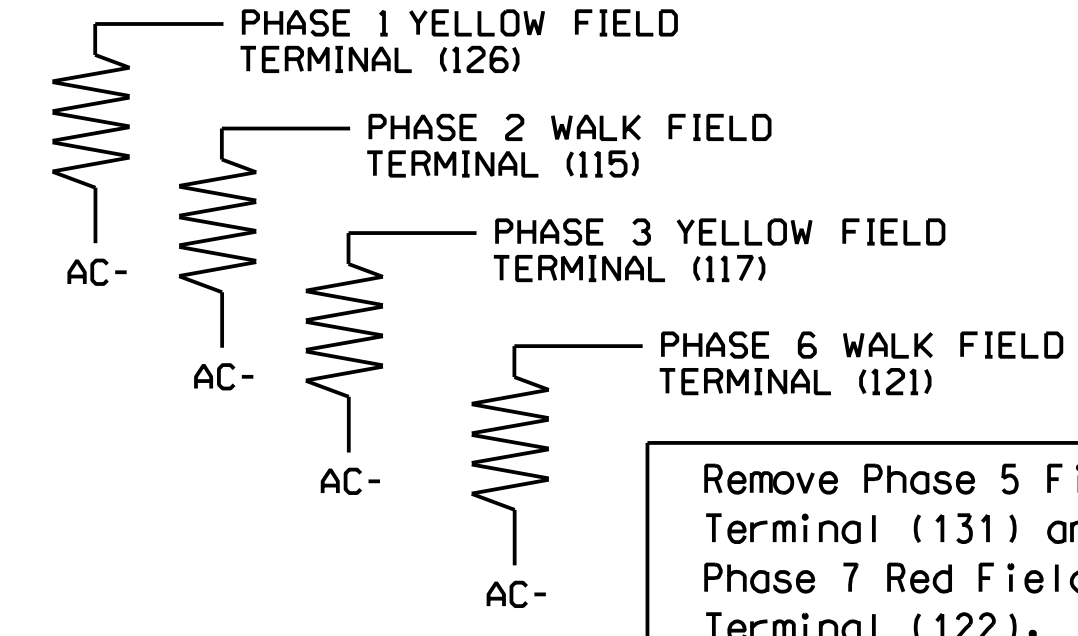 PHASE 1 YELLOW FIELD
TERMINAL (126)
AC-
PHASE 2 WALK FIELD
TERMINAL (115)
AC-
PHASE 3 YELLOW FIELD
TERMINAL (117)
AC-
PHASE 6 WALK FIELD
TERMINAL (121)
AC-
Remove Phase 5
Terminal (131)
Phase 7 Red Field
Terminal (122).